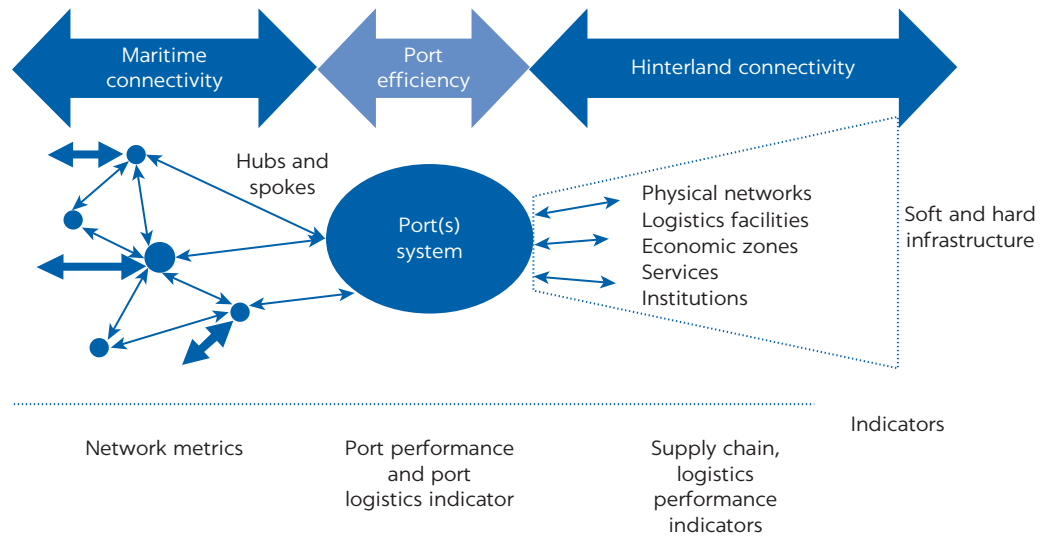 Maritime
connectivity
Port
efficiency
Hinterland connectivity
Hubs and
spokes
Port(s)
system
Physical networks
Logistics facilities
Economic zones
Services
Institutions
Soft and hard
infrastructure
Indicators
Network metrics
Port performance
and port
logistics indicator
Supply chain,
logistics
performance
indicators